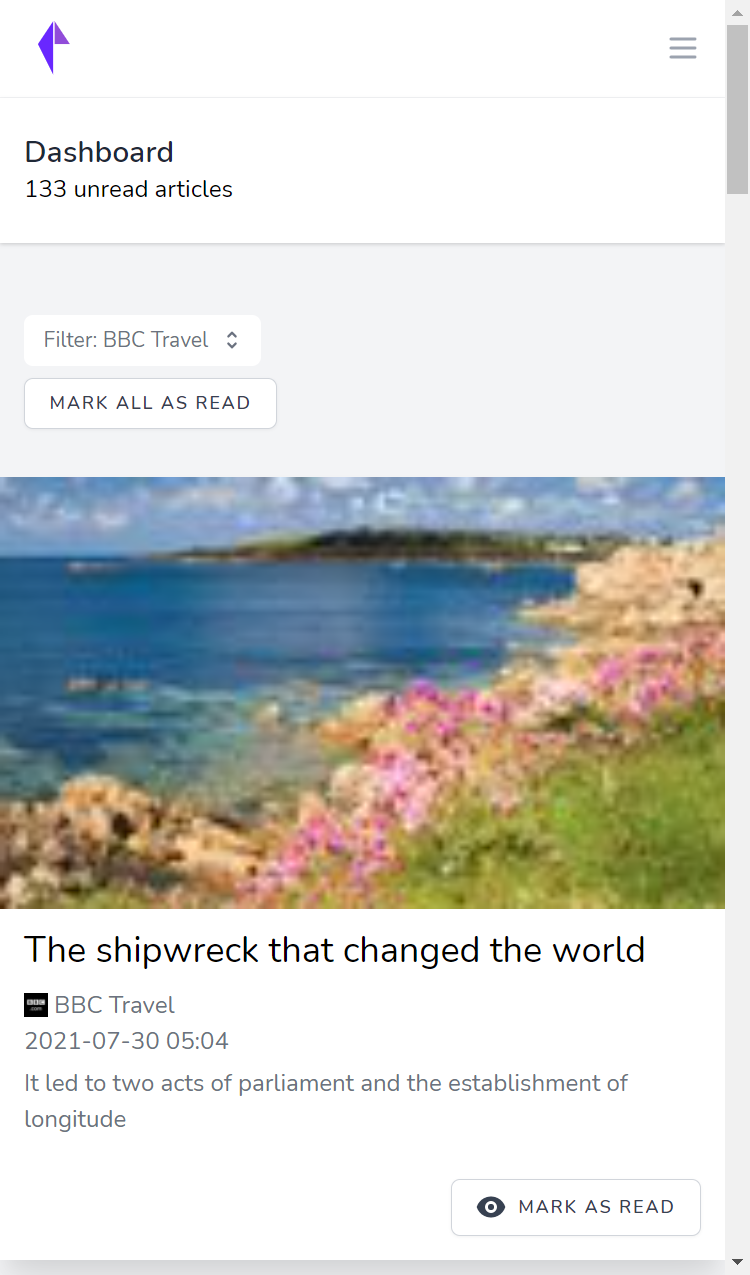 Dashboard
133 unread articles
Filter: BBC Travel
MARK ALL AS READ
The shipwreck that changed the world
BBC
.com
BBC Travel
2021-07-30 05:04
It led to two acts of parliament and the establishment of
longitude
MARK AS READ